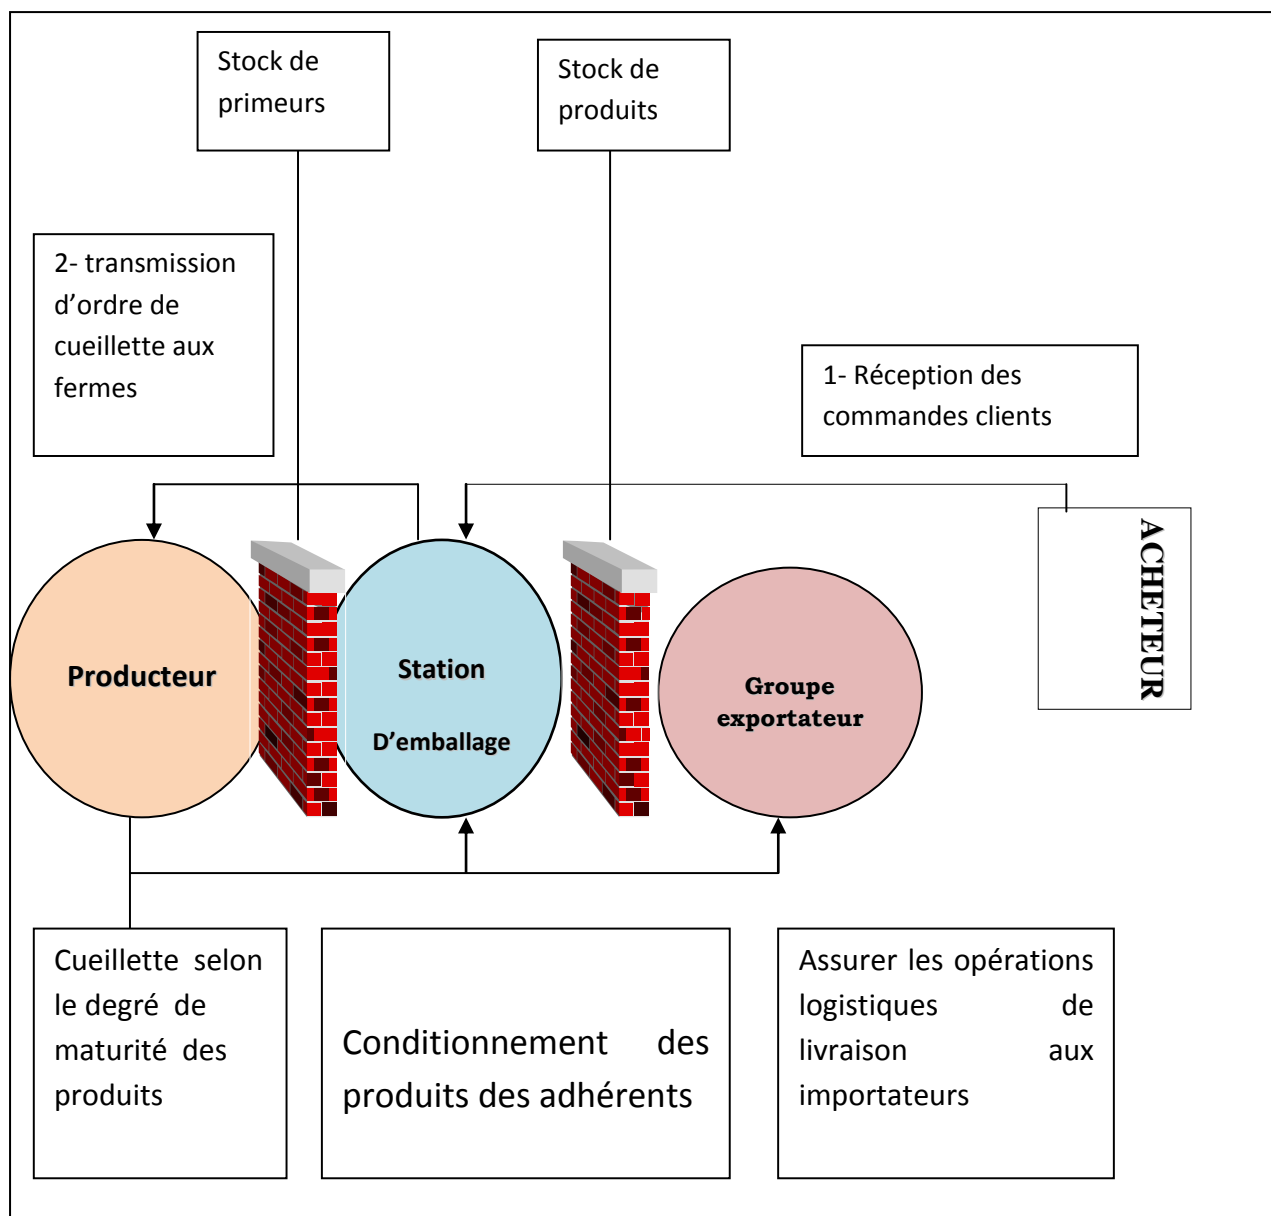 Stock de
primeurs
Stock de
produits
2- transmission
d’ordre de
cueillette aux
fermes
1- Réception des
commandes clients
ACHETEUR
Producteur
Station
D’emballage
Groupe
exportateur
Cueillette selon
le degré de
maturité des
produits
Conditionnement des
produits des adhérents
Assurer les opérations
logistiques de
livraison aux
importateurs